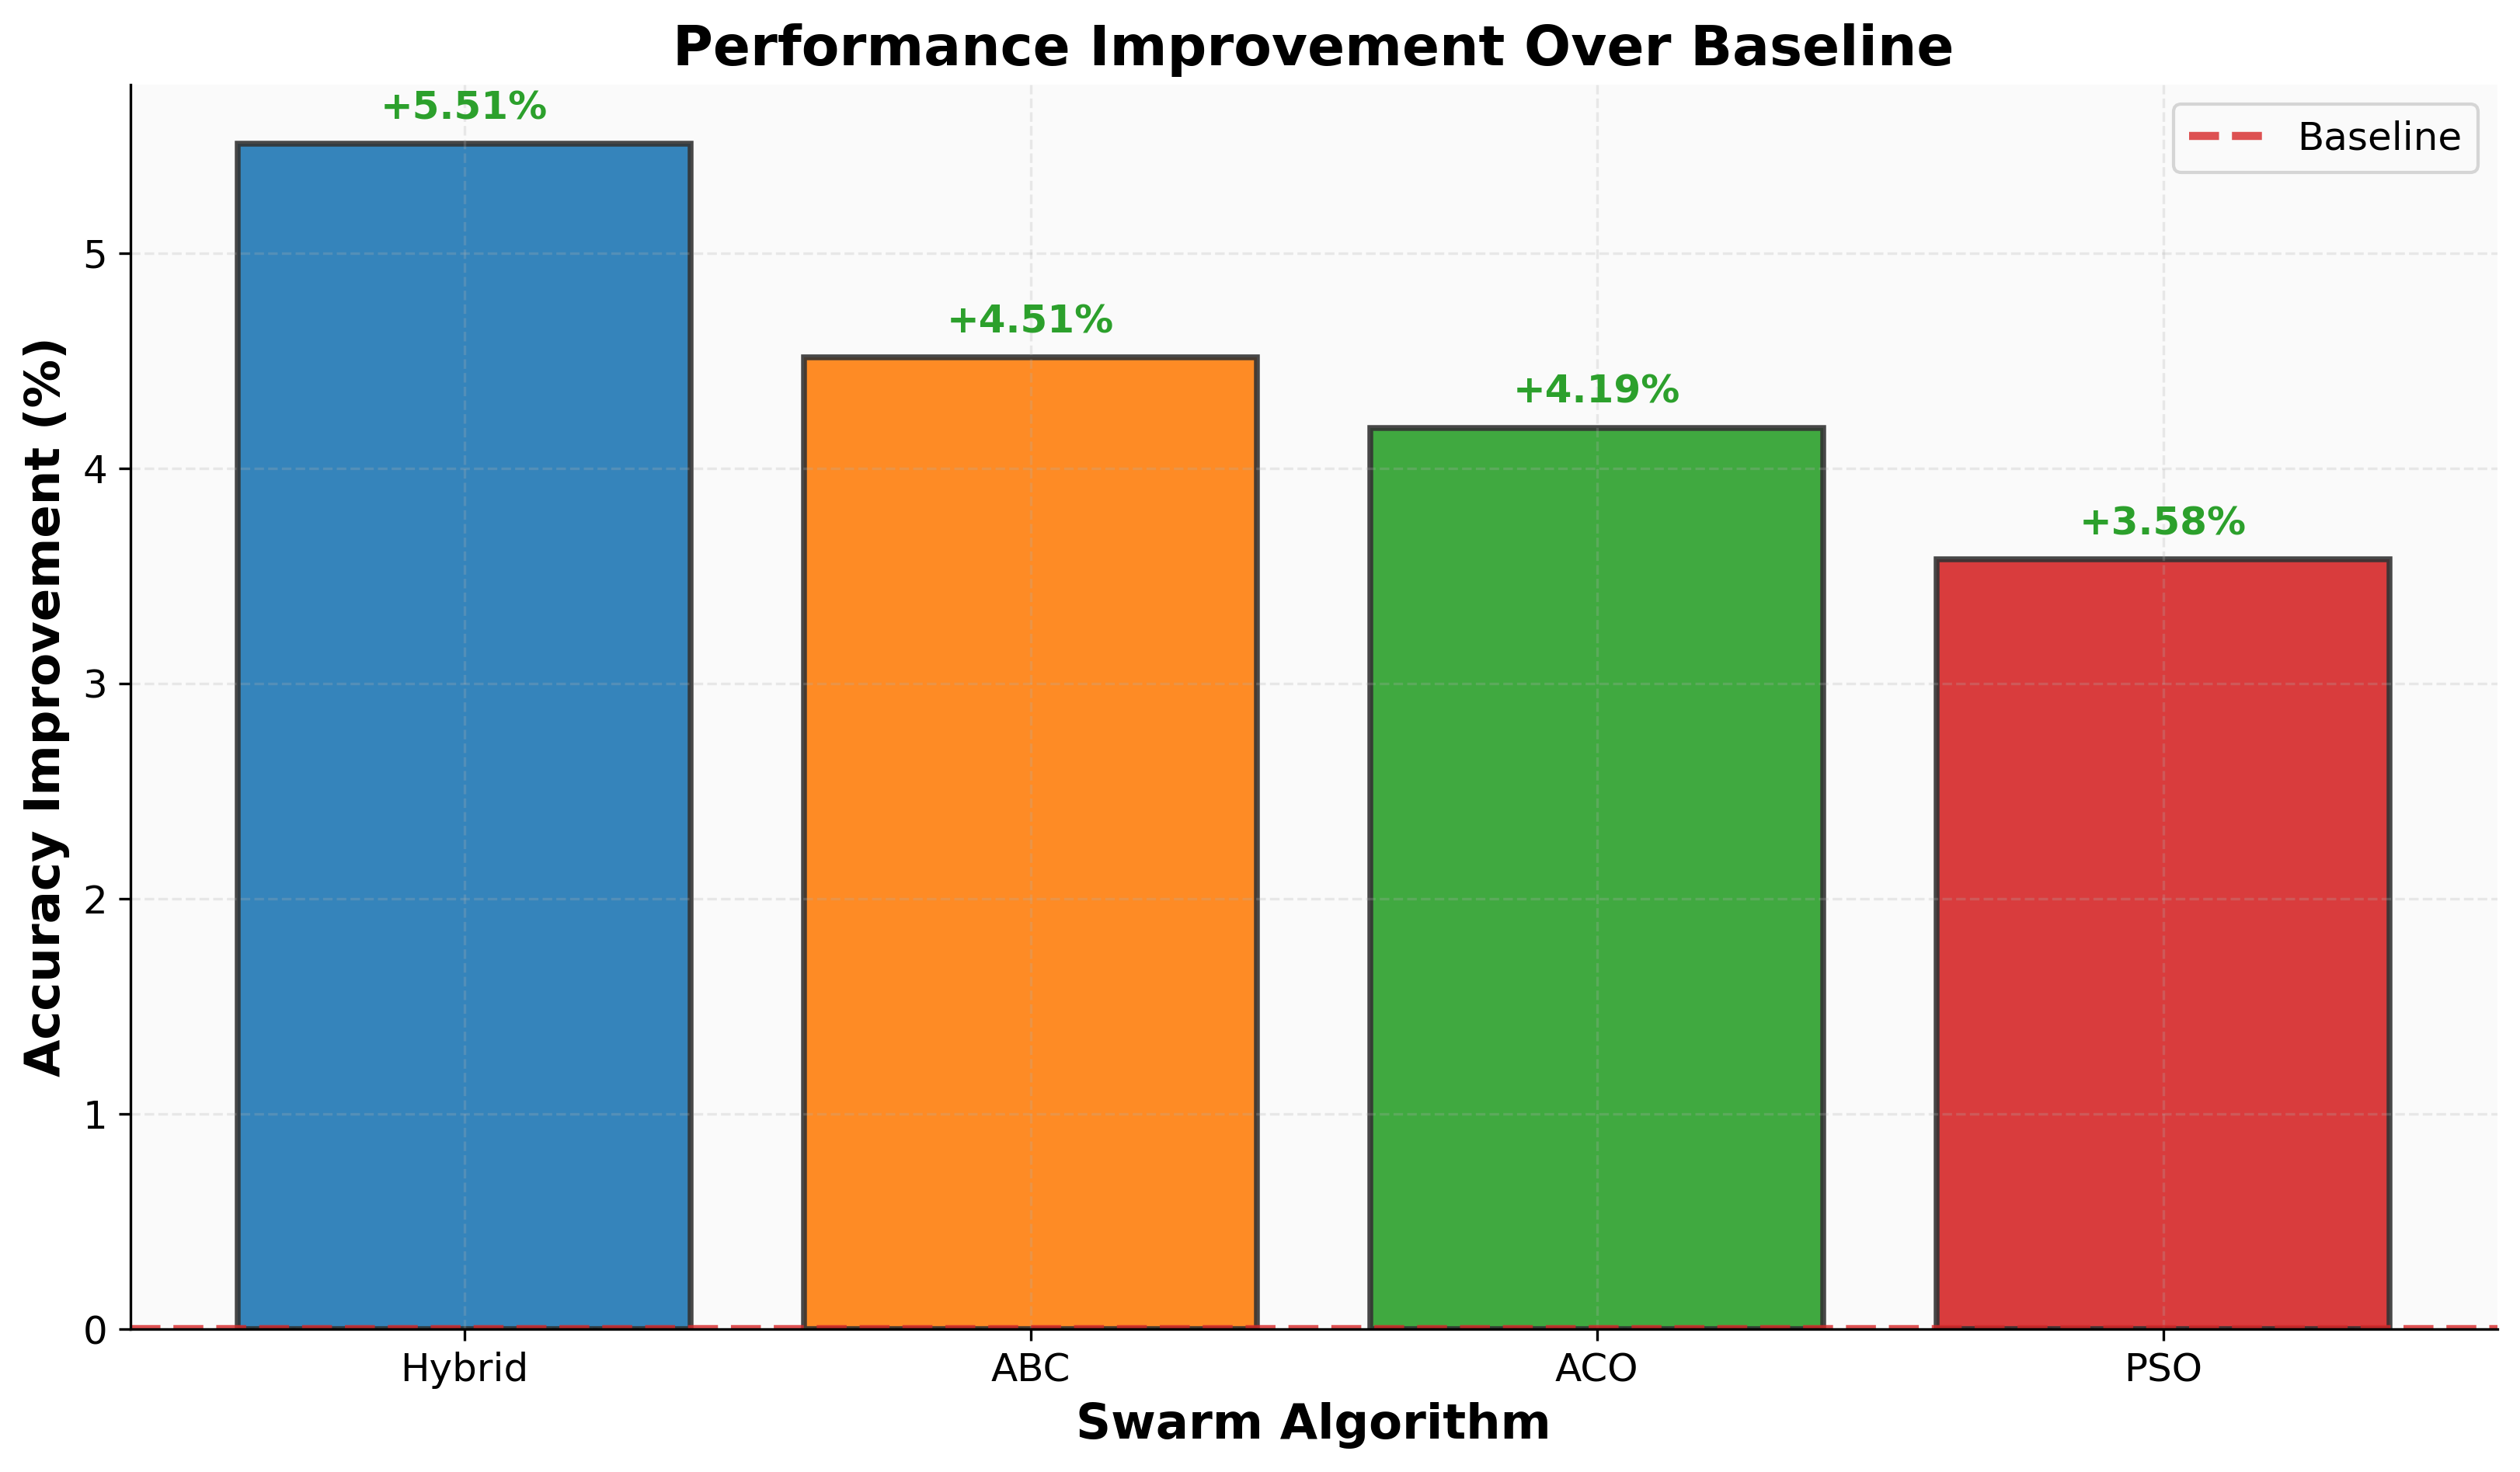 Performance Improvement Over Baseline
+5.51%
Baseline
5
+4.51%
+4.19%
4
+3.58%
3
2
1
0
Accuracy Improvement (%)
Hybrid
ABC
ACO
PSO
Swarm Algorithm